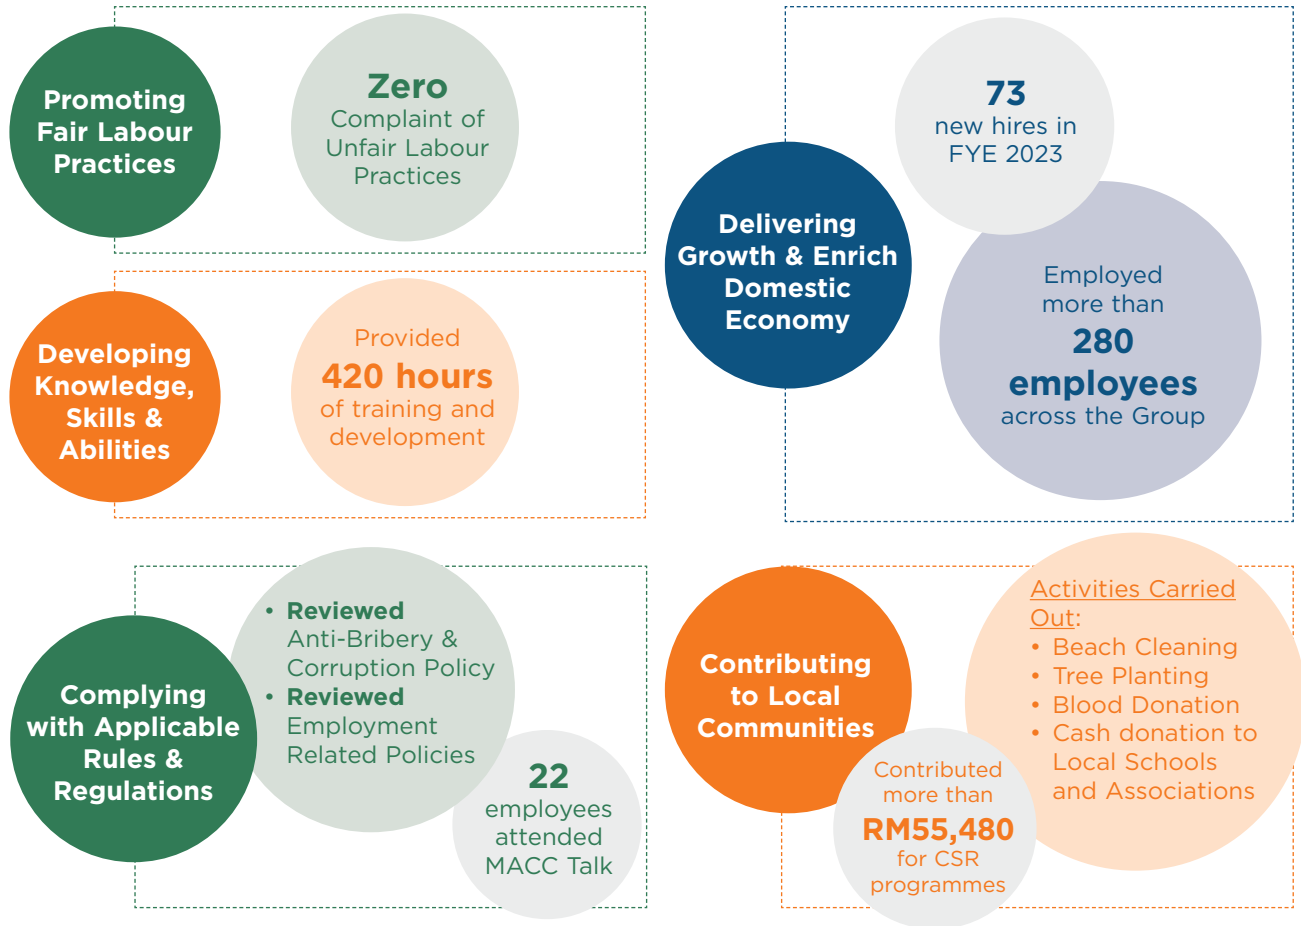 Promoting
Fair Labour
Practices
Zero
Complaint of
Unfair Labour
Practices
Developing
Knowledge,
Skills &
Abilities
Provided
420 hours
of training and
development
Delivering
Growth & Enrich
Domestic
Economy
73
new hires in
FYE 2023
Employed
more than
280
employees
across the Group
Complying
with Applicable
Rules &
Regulations
• Reviewed
Anti-Bribery &
Corruption Policy
• Reviewed
Employment
Related Policies
22
employees
attended
MACC Talk
Contributing
to Local
Communities
Contributed
more than
RM55,480
for CSR
programmes
Activities Carried
Out:
• Beach Cleaning
• Tree Planting
• Blood Donation
• Cash donation to
Local Schools
and Associations